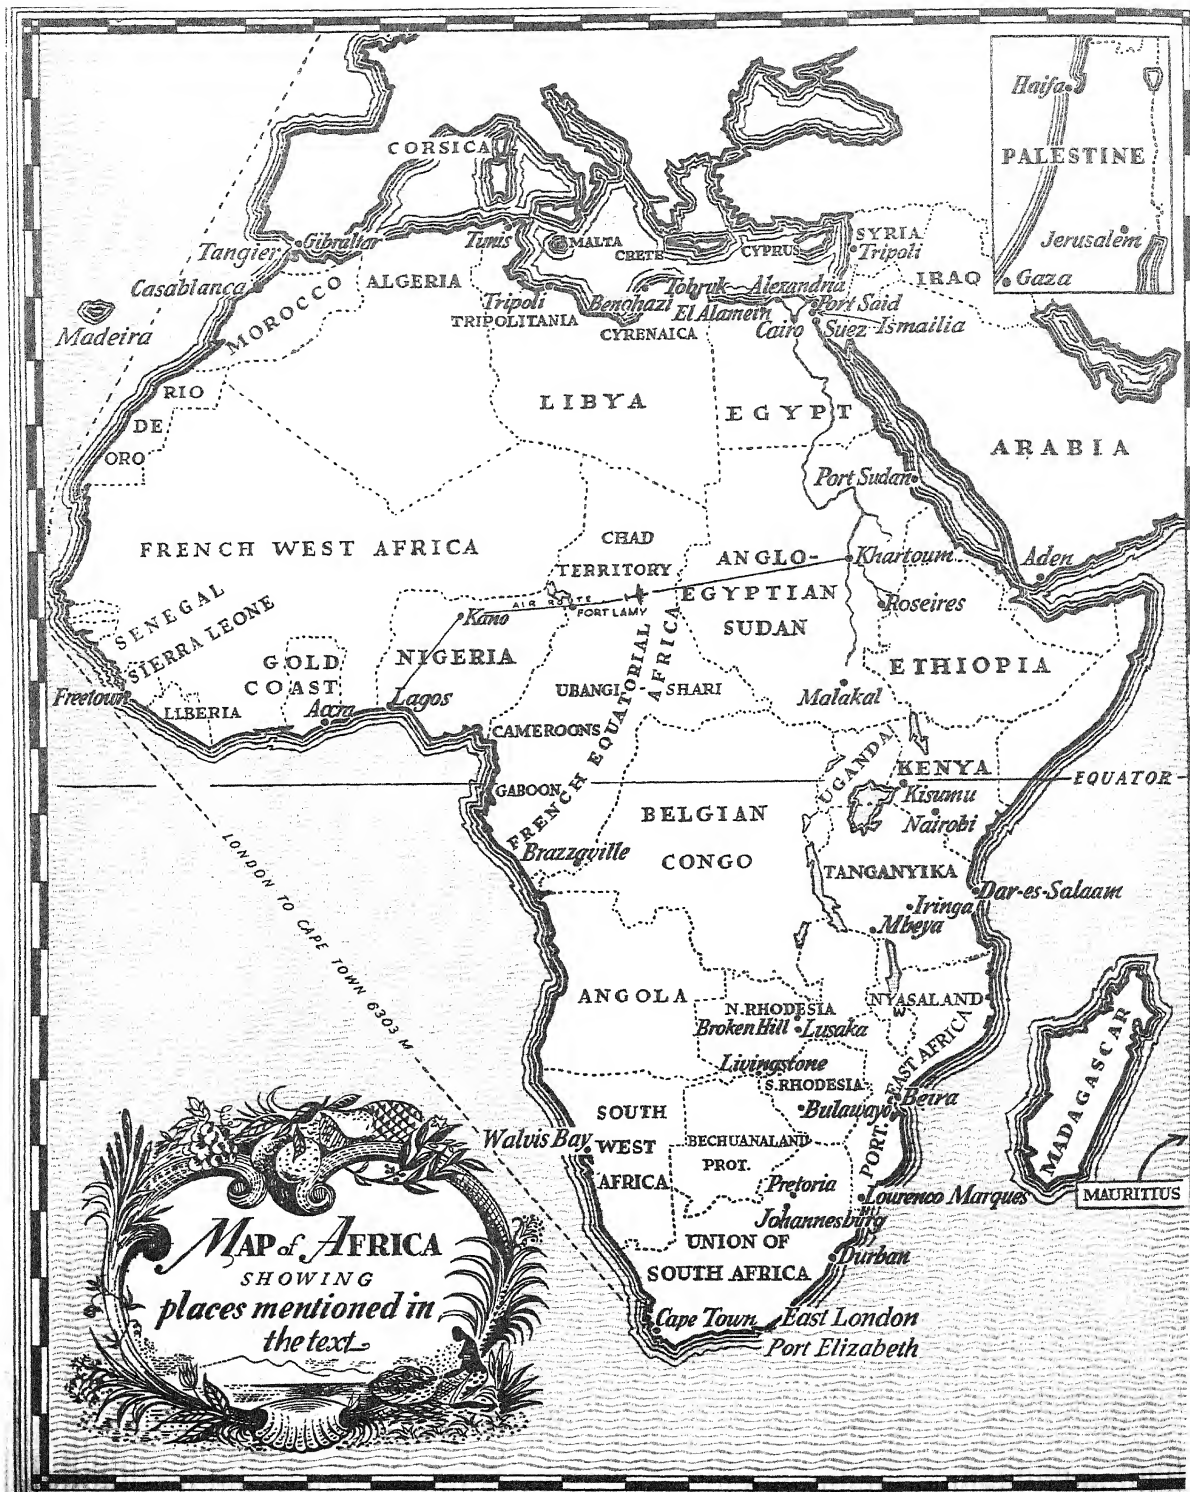 Haifa
PALESTINE
Jerusalem
Gaza
CORSICA
Tangier
Gibraltar
Tunis
MALTA
CRETE
CYPRUS
SYRIA
Tripoli
IRAQ
Casablanca
MOROCCO
ALGERIA
Tripoli
TRIPOLITANIA
Benghazi
CYRENAICA
Tobruk
El Alamein
Alexandria
Port Said
Cairo
Suez
Ismailia
Madeira
RIO
DE
ORO
LIBYA
EGYPT
ARABIA
Port Sudan
FRENCH WEST AFRICA
CHAD
TERRITORY
ANGLO-
EGYPTIAN
SUDAN
Khartoum
Aden
Roseires
SENEGAL
SIERRA LEONE
Kano
AIR ROUTE
FORT LAMY
GOLD
COAST
NIGERIA
ETHIOPIA
Freetown
LIBERIA
Accra
Lagos
UBANGI SHARI
Malakal
CAMEROONS
FRENCH EQUATORIAL
AFRICA
UGANDA
KENYA
EQUATOR
GABOON
Kisumu
Nairobi
BELGIAN
CONGO
Brazzaville
TANGANYIKA
Dar-es-Salaam
Iringa
Mbeya
LONDON TO CAPE TOWN 6303 M
ANGOLA
N. RHODESIA
Broken Hill
Lusaka
NYASALAND
Livingstone
S. RHODESIA
Bulawayo
PORT. EAST AFRICA
Beira
MADAGASCAR
MAURITIUS
SOUTH
WEST
AFRICA
Walvis Bay
BECHUANALAND
PROT.
Pretoria
Lourenco Marques
Johannesburg
UNION OF
SOUTH AFRICA
Durban
Cape Town
East London
Port Elizabeth
MAP of AFRICA
SHOWING
places mentioned in
the text